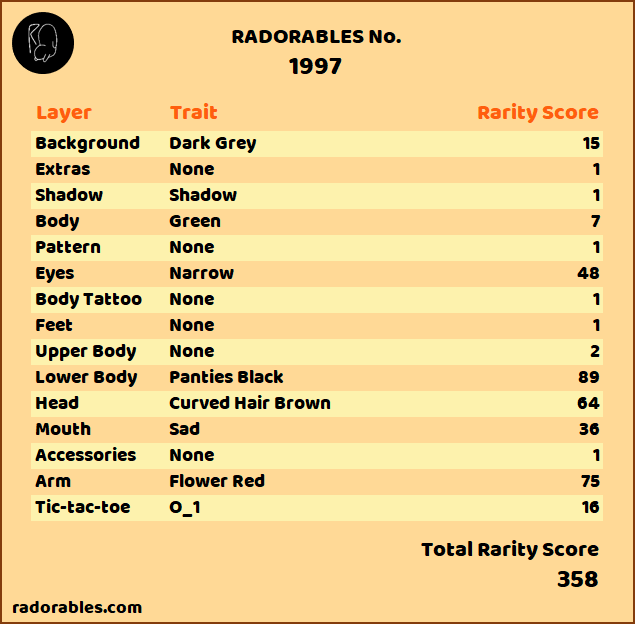 RADORABLES No.
1997
Layer Trait Rarity Score
Background Dark Grey 15
Extras None 1
Shadow Shadow 1
Body Green 7
Pattern None 1
Eyes Narrow 48
Body Tattoo None 1
Feet None 1
Upper Body None 2
Lower Body Panties Black 89
Head Curved Hair Brown 64
Mouth Sad 36
Accessories None 1
Arm Flower Red 75
Tic-tac-toe O_1 16
Total Rarity Score
358
radorables.com